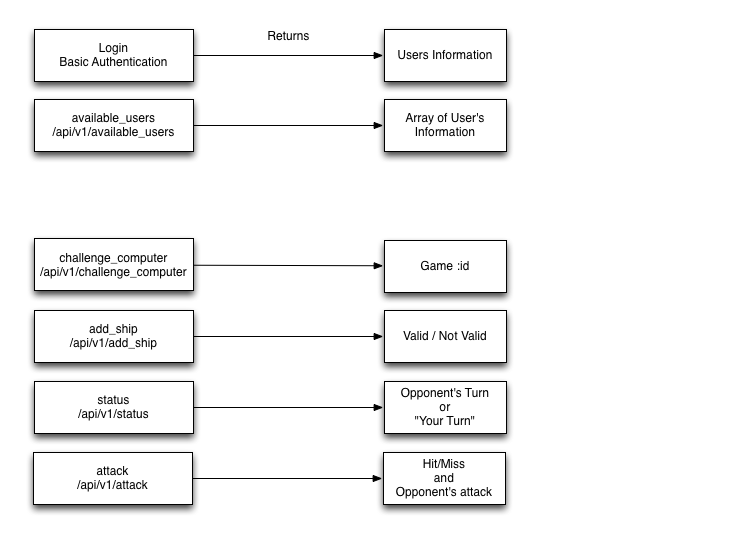 Returns
Login
Basic Authentication
Users Information
available_users
/api/v1/available_users
Array of User's
Information
challenge_computer
/api/v1/challenge_computer
Game :id
add_ship
/api/v1/add_ship
Valid / Not Valid
status
/api/v1/status
Opponent's Turn
or
"Your Turn"
attack
/api/v1/attack
Hit/Miss
and
Opponent's attack